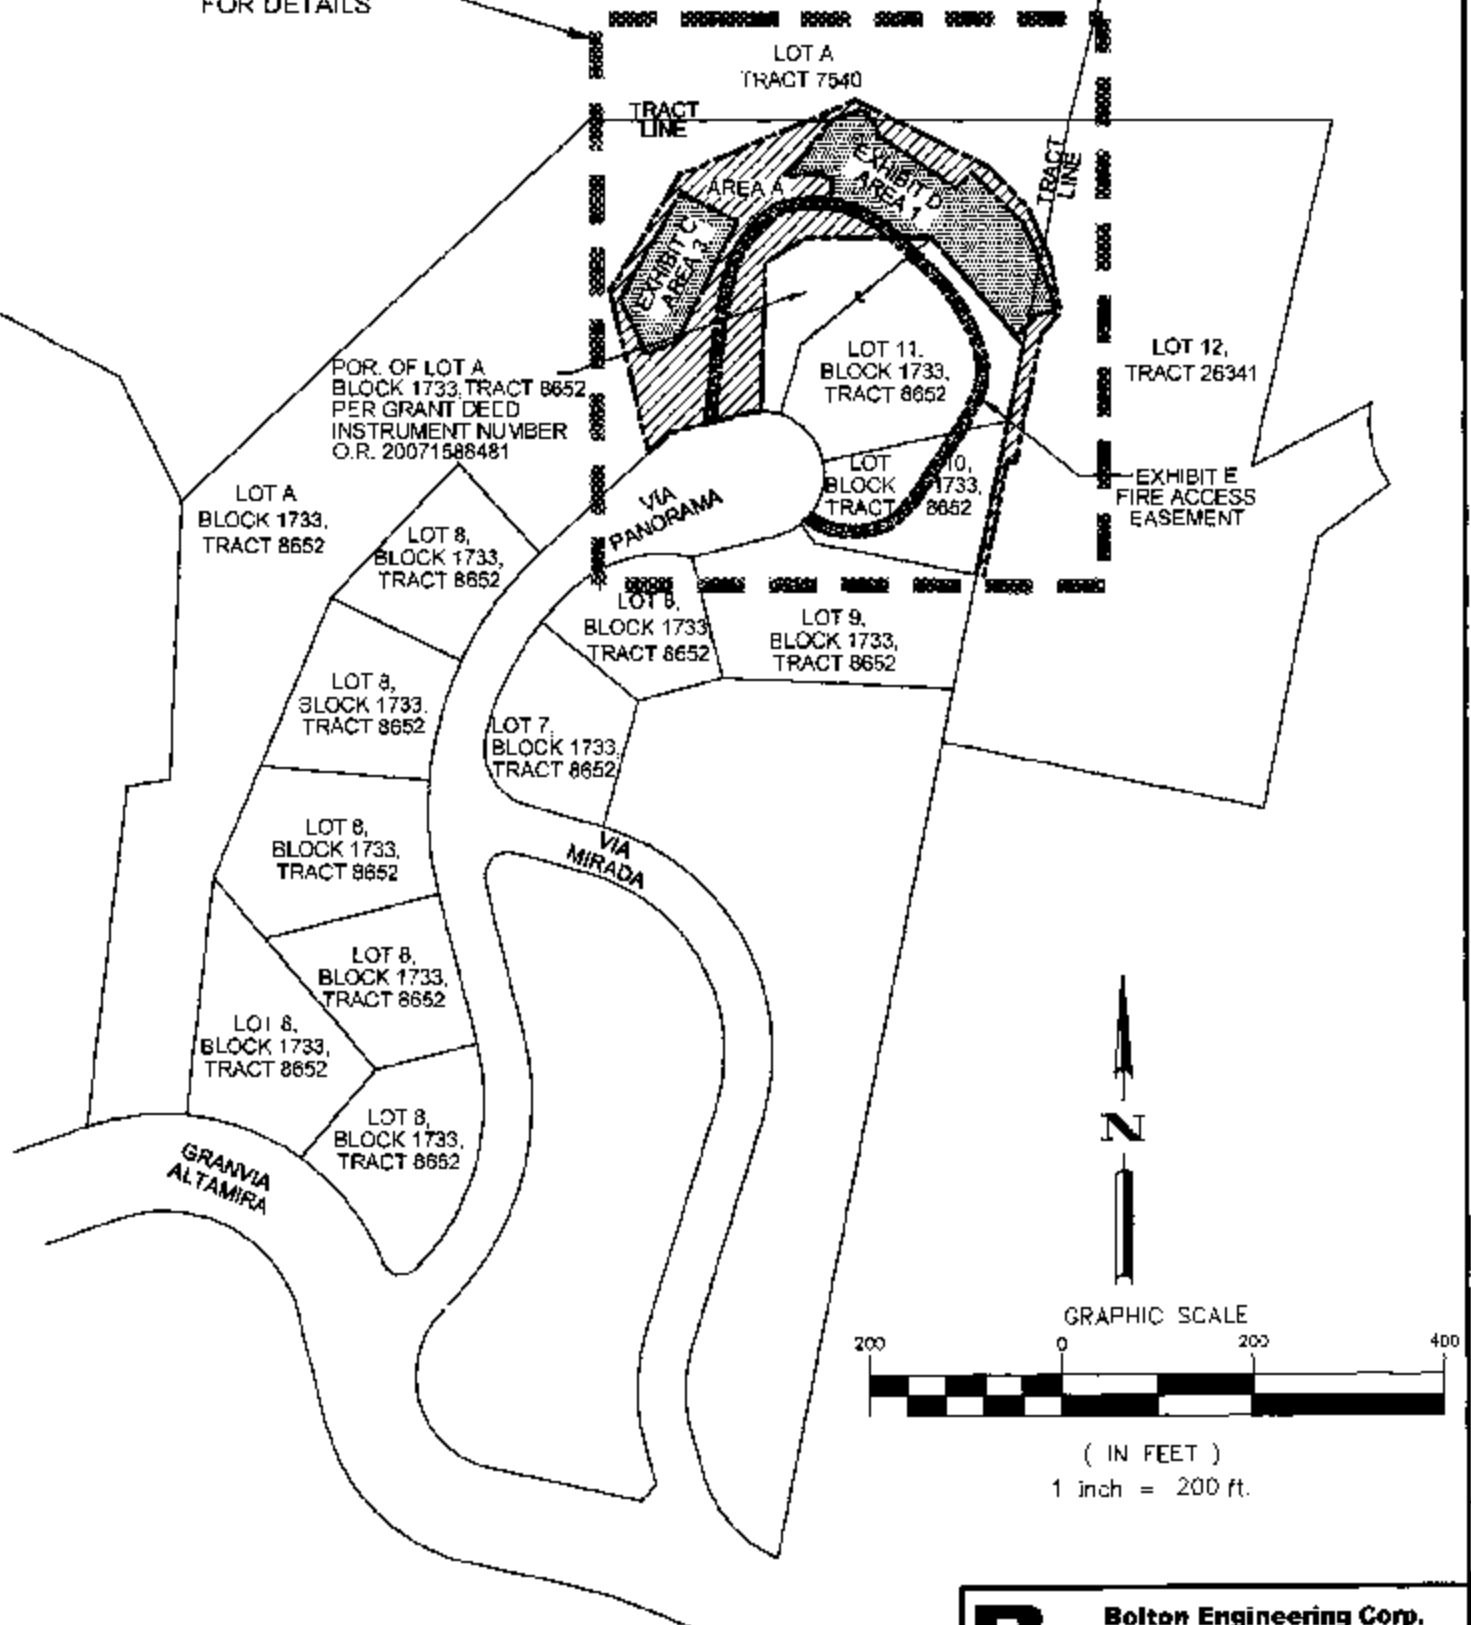 FOR DETAILS
LOT A
TRACT 7540
TRACT
LINE
TRACT
LINE
EXHIBIT D
AREA 1
AREA A
EXHIBIT C
AREA 3
POR. OF LOT A
BLOCK 1733, TRACT 8652
PER GRANT DEED
INSTRUMENT NUMBER
O.R. 20071588481
LOT 11,
BLOCK 1733,
TRACT 8652
LOT 12,
TRACT 26341
LOT 10,
BLOCK 1733,
TRACT 8652
EXHIBIT E
FIRE ACCESS
EASEMENT
VIA
PANORAMA
LOT A
BLOCK 1733,
TRACT 8652
LOT 8,
BLOCK 1733,
TRACT 8652
LOT 8,
BLOCK 1733
TRACT 8652
LOT 9,
BLOCK 1733,
TRACT 8652
LOT 8,
BLOCK 1733,
TRACT 8652
LOT 7,
BLOCK 1733,
TRACT 8652
LOT 8,
BLOCK 1733,
TRACT 8652
VIA
MIRADA
LOT 8,
BLOCK 1733,
TRACT 8652
LOT 8,
BLOCK 1733,
TRACT 8652
LOT 8,
BLOCK 1733,
TRACT 8652
GRANVIA
ALTAMIRA
N
GRAPHIC SCALE
200 0 200 400
( IN FEET )
1 inch = 200 ft.
Bolton Engineering Corp.